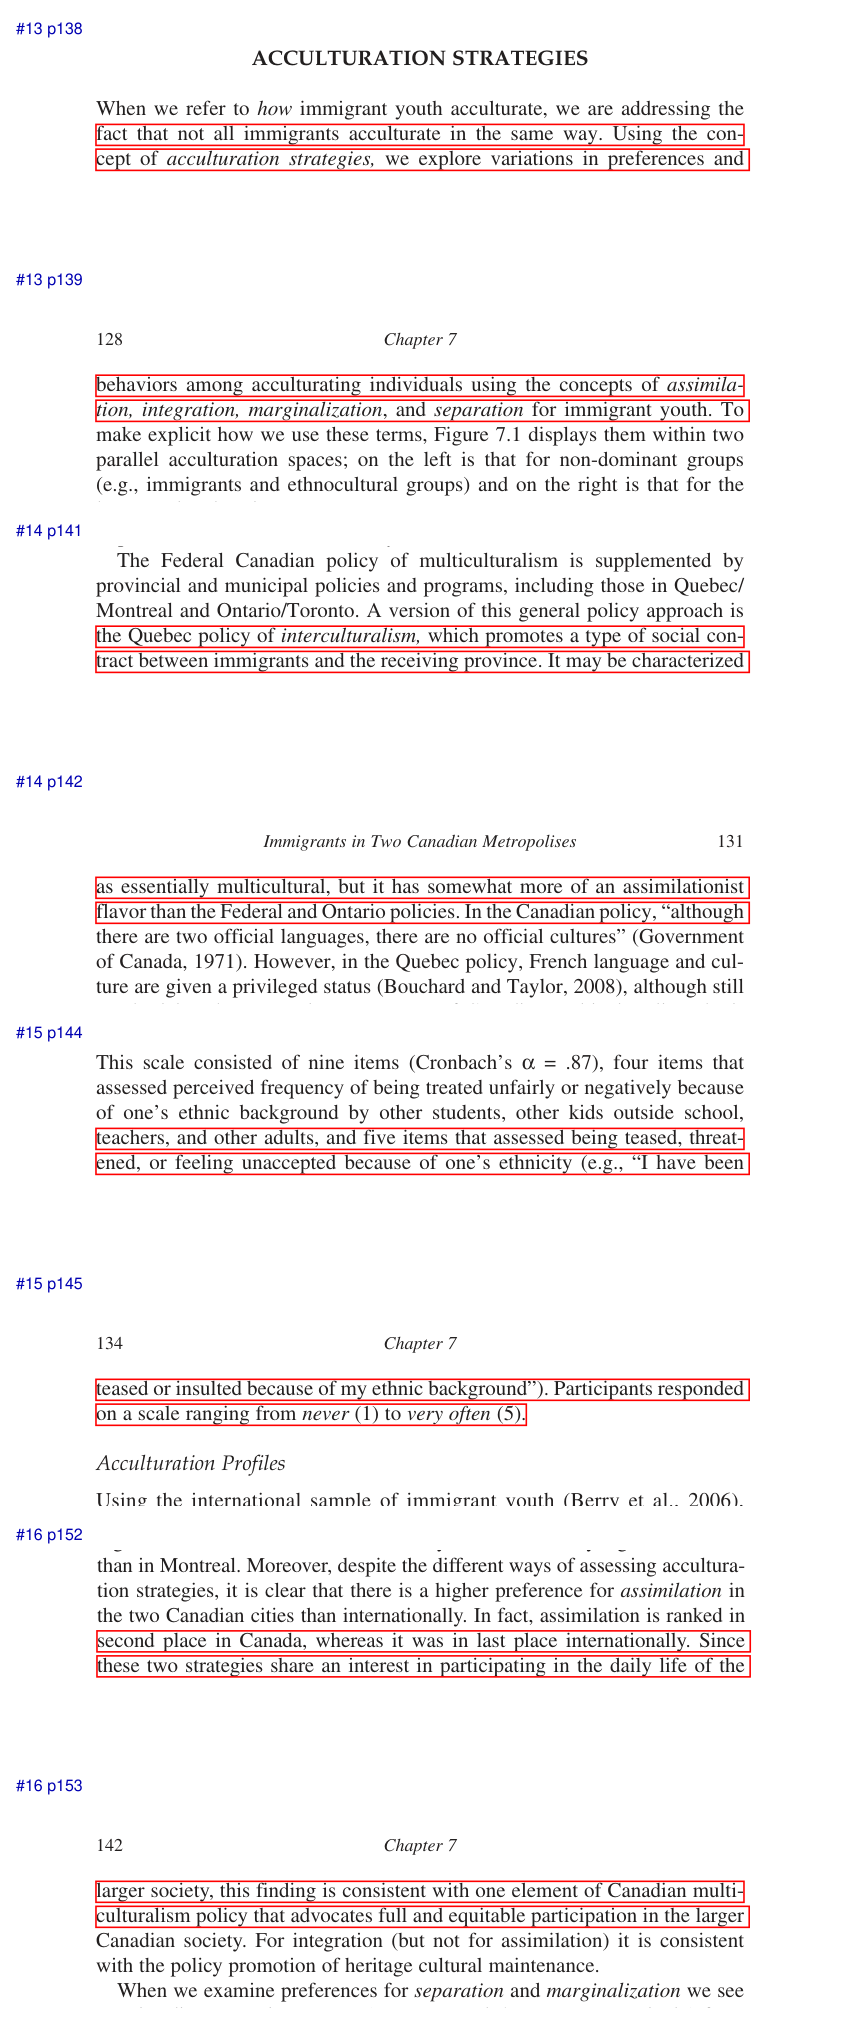 #13 p138
ACCULTURATION STRATEGIES
When we refer to how immigrant youth acculturate, we are addressing the
fact that not all immigrants acculturate in the same way. Using the con-
cept of acculturation strategies, we explore variations in preferences and
#13 p139
128 Chapter 7
behaviors among acculturating individuals using the concepts of assimila-
tion, integration, marginalization, and separation for immigrant youth. To
make explicit how we use these terms, Figure 7.1 displays them within two
parallel acculturation spaces; on the left is that for non-dominant groups
(e.g., immigrants and ethnocultural groups) and on the right is that for the
#14 p141
The Federal Canadian policy of multiculturalism is supplemented by
provincial and municipal policies and programs, including those in Quebec/
Montreal and Ontario/Toronto. A version of this general policy approach is
the Quebec policy of interculturalism, which promotes a type of social con-
tract between immigrants and the receiving province. It may be characterized
#14 p142
Immigrants in Two Canadian Metropolises 131
as essentially multicultural, but it has somewhat more of an assimilationist
flavor than the Federal and Ontario policies. In the Canadian policy, “although
there are two official languages, there are no official cultures” (Government
of Canada, 1971). However, in the Quebec policy, French language and cul-
ture are given a privileged status (Bouchard and Taylor, 2008), although still
#15 p144
This scale consisted of nine items (Cronbach’s α = .87), four items that
assessed perceived frequency of being treated unfairly or negatively because
of one’s ethnic background by other students, other kids outside school,
teachers, and other adults, and five items that assessed being teased, threat-
ened, or feeling unaccepted because of one’s ethnicity (e.g., “I have been
#15 p145
134 Chapter 7
teased or insulted because of my ethnic background”). Participants responded
on a scale ranging from never (1) to very often (5).
Acculturation Profiles
Using the international sample of immigrant youth (Berry et al., 2006),
#16 p152
than in Montreal. Moreover, despite the different ways of assessing accultura-
tion strategies, it is clear that there is a higher preference for assimilation in
the two Canadian cities than internationally. In fact, assimilation is ranked in
second place in Canada, whereas it was in last place internationally. Since
these two strategies share an interest in participating in the daily life of the
#16 p153
142 Chapter 7
larger society, this finding is consistent with one element of Canadian multi-
culturalism policy that advocates full and equitable participation in the larger
Canadian society. For integration (but not for assimilation) it is consistent
with the policy promotion of heritage cultural maintenance.
When we examine preferences for separation and marginalization we see